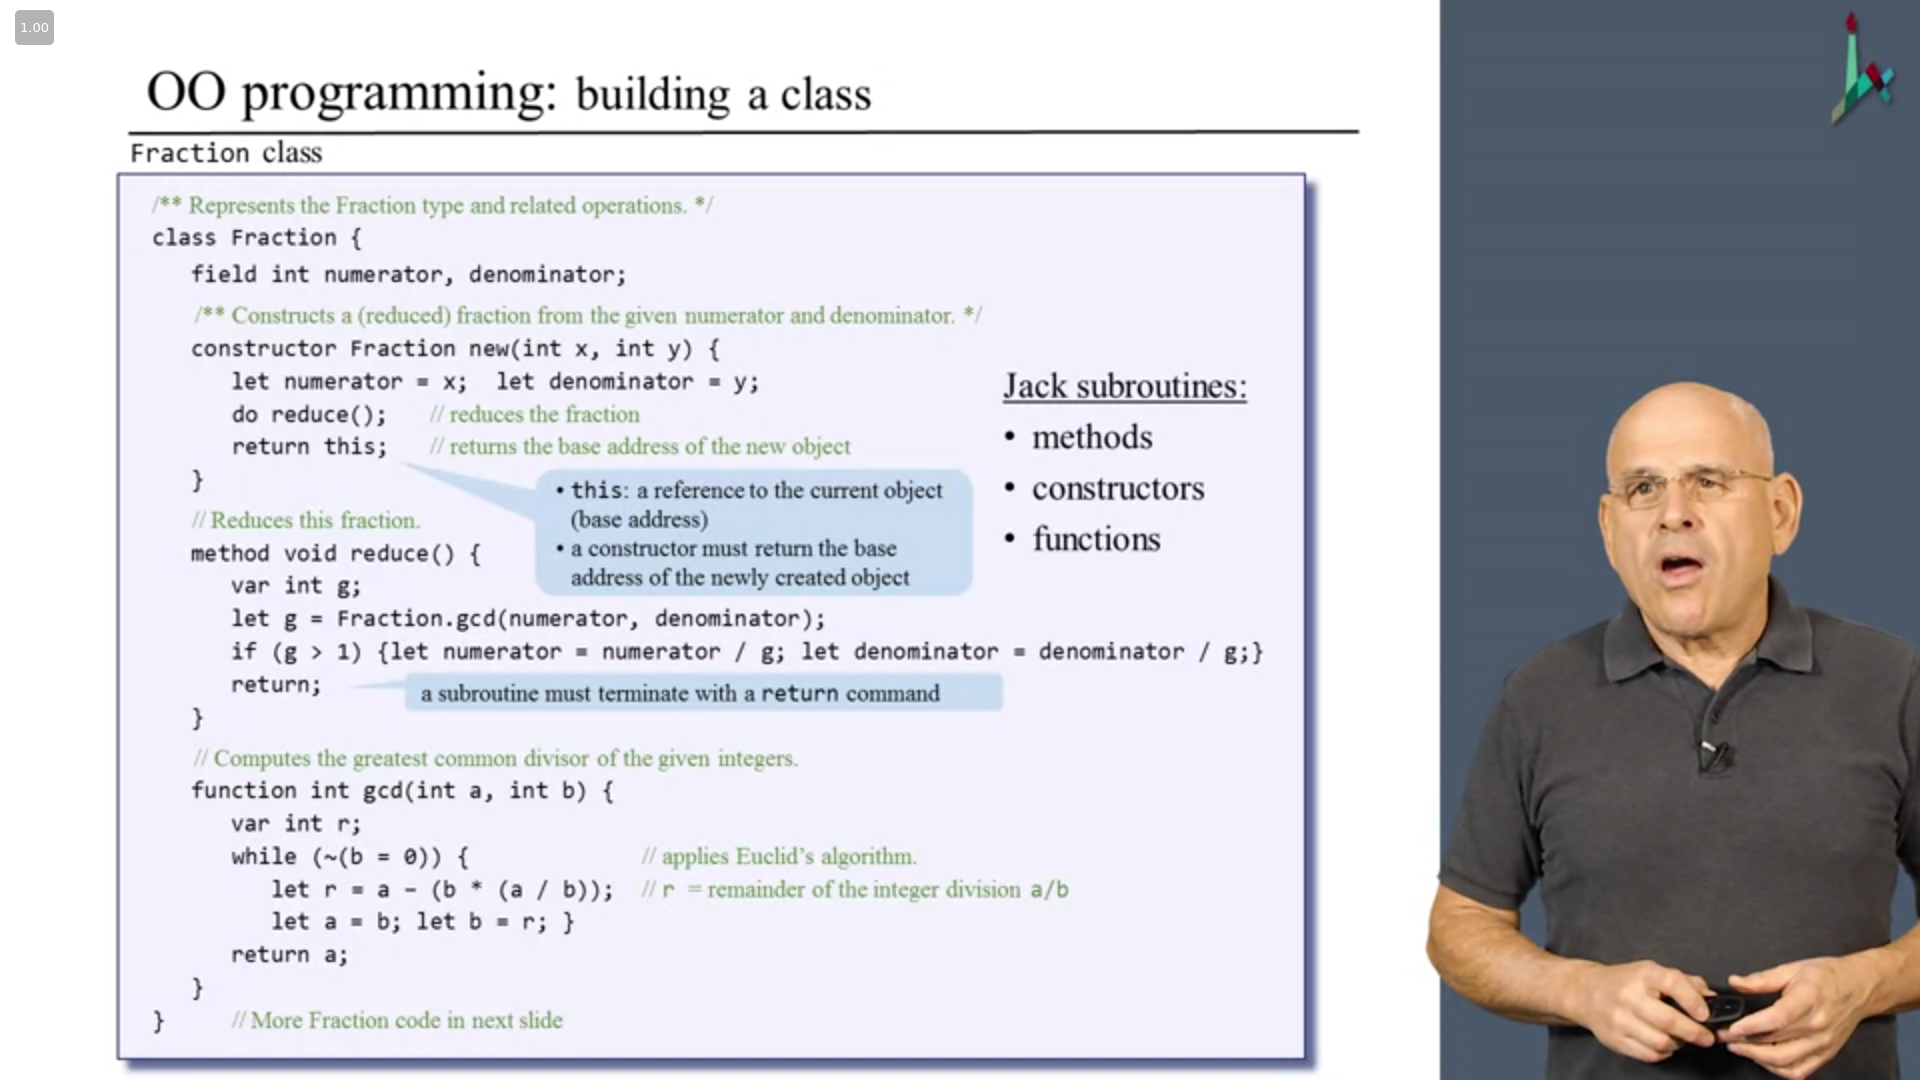 1.00
OO programming: building a class
Fraction class
/** Represents the Fraction type and related operations. */
class Fraction {
field int numerator, denominator;
/** Constructs a (reduced) fraction from the given numerator and denominator. */
constructor Fraction new(int x, int y) {
let numerator = x; let denominator = y;
do reduce(); // reduces the fraction
return this; // returns the base address of the new object
}
• this: a reference to the current object
(base address)
• a constructor must return the base
address of the newly created object
// Reduces this fraction.
method void reduce() {
var int g;
let g = Fraction.gcd(numerator, denominator);
if (g > 1) {let numerator = numerator / g; let denominator = denominator / g;}
return;
a subroutine must terminate with a return command
}
// Computes the greatest common divisor of the given integers.
function int gcd(int a, int b) {
var int r;
while (~(b = 0)) { // applies Euclid’s algorithm.
let r = a – (b * (a / b)); // r = remainder of the integer division a/b
let a = b; let b = r; }
return a;
}
} // More Fraction code in next slide
Jack subroutines:
• methods
• constructors
• functions